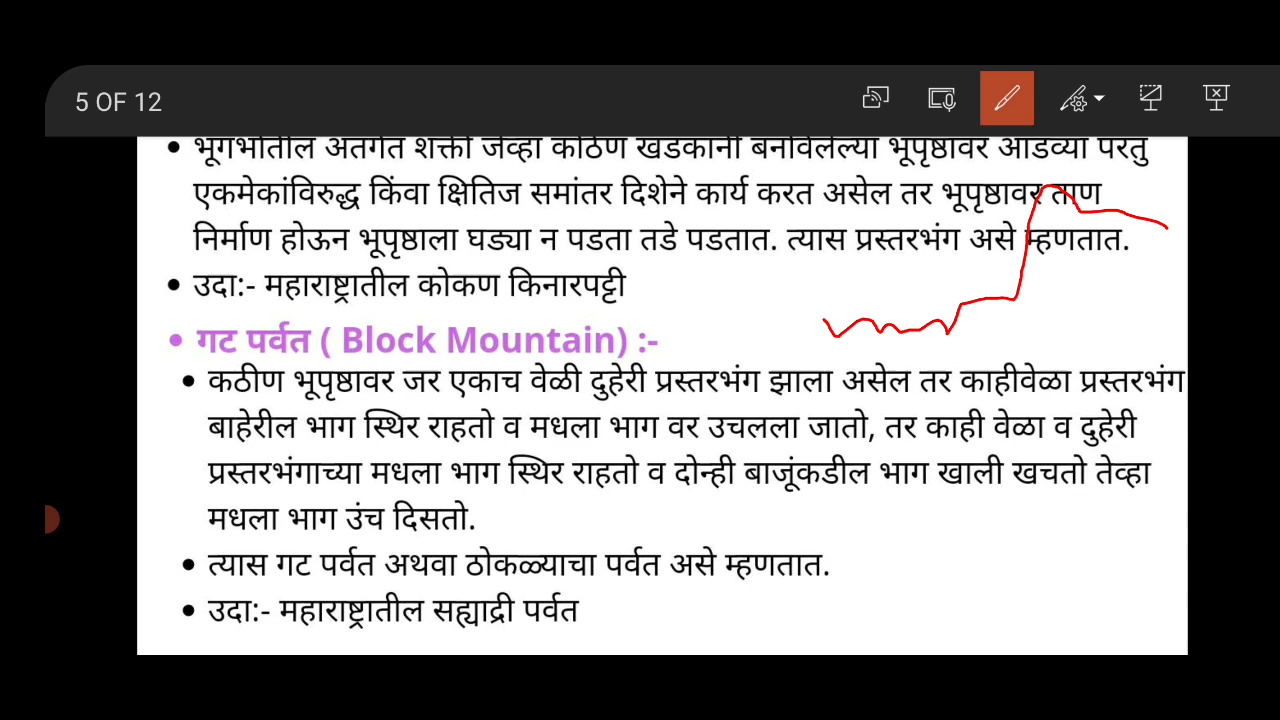 5 OF 12
• भूगर्भातील अंतर्गत शक्ती जेव्हा कठिण खडकांनी बनविलेल्या भूपृष्ठावर आडव्या परंतु
एकमेकांविरुद्ध किंवा क्षितिज समांतर दिशेने कार्य करत असेल तर भूपृष्ठावर ताण
निर्माण होऊन भूपृष्ठाला घड्या न पडता तडे पडतात. त्यास प्रस्तरभंग असे म्हणतात.
• उदा:- महाराष्ट्रातील कोकण किनारपट्टी
• गट पर्वत ( Block Mountain) :-
• कठीण भूपृष्ठावर जर एकाच वेळी दुहेरी प्रस्तरभंग झाला असेल तर काहीवेळा प्रस्तरभंग
बाहेरील भाग स्थिर राहतो व मधला भाग वर उचलला जातो, तर काही वेळा व दुहेरी
प्रस्तरभंगाच्या मधला भाग स्थिर राहतो व दोन्ही बाजूंकडील भाग खाली खचतो तेव्हा
मधला भाग उंच दिसतो.
• त्यास गट पर्वत अथवा ठोकळ्याचा पर्वत असे म्हणतात.
• उदा:- महाराष्ट्रातील सह्याद्री पर्वत